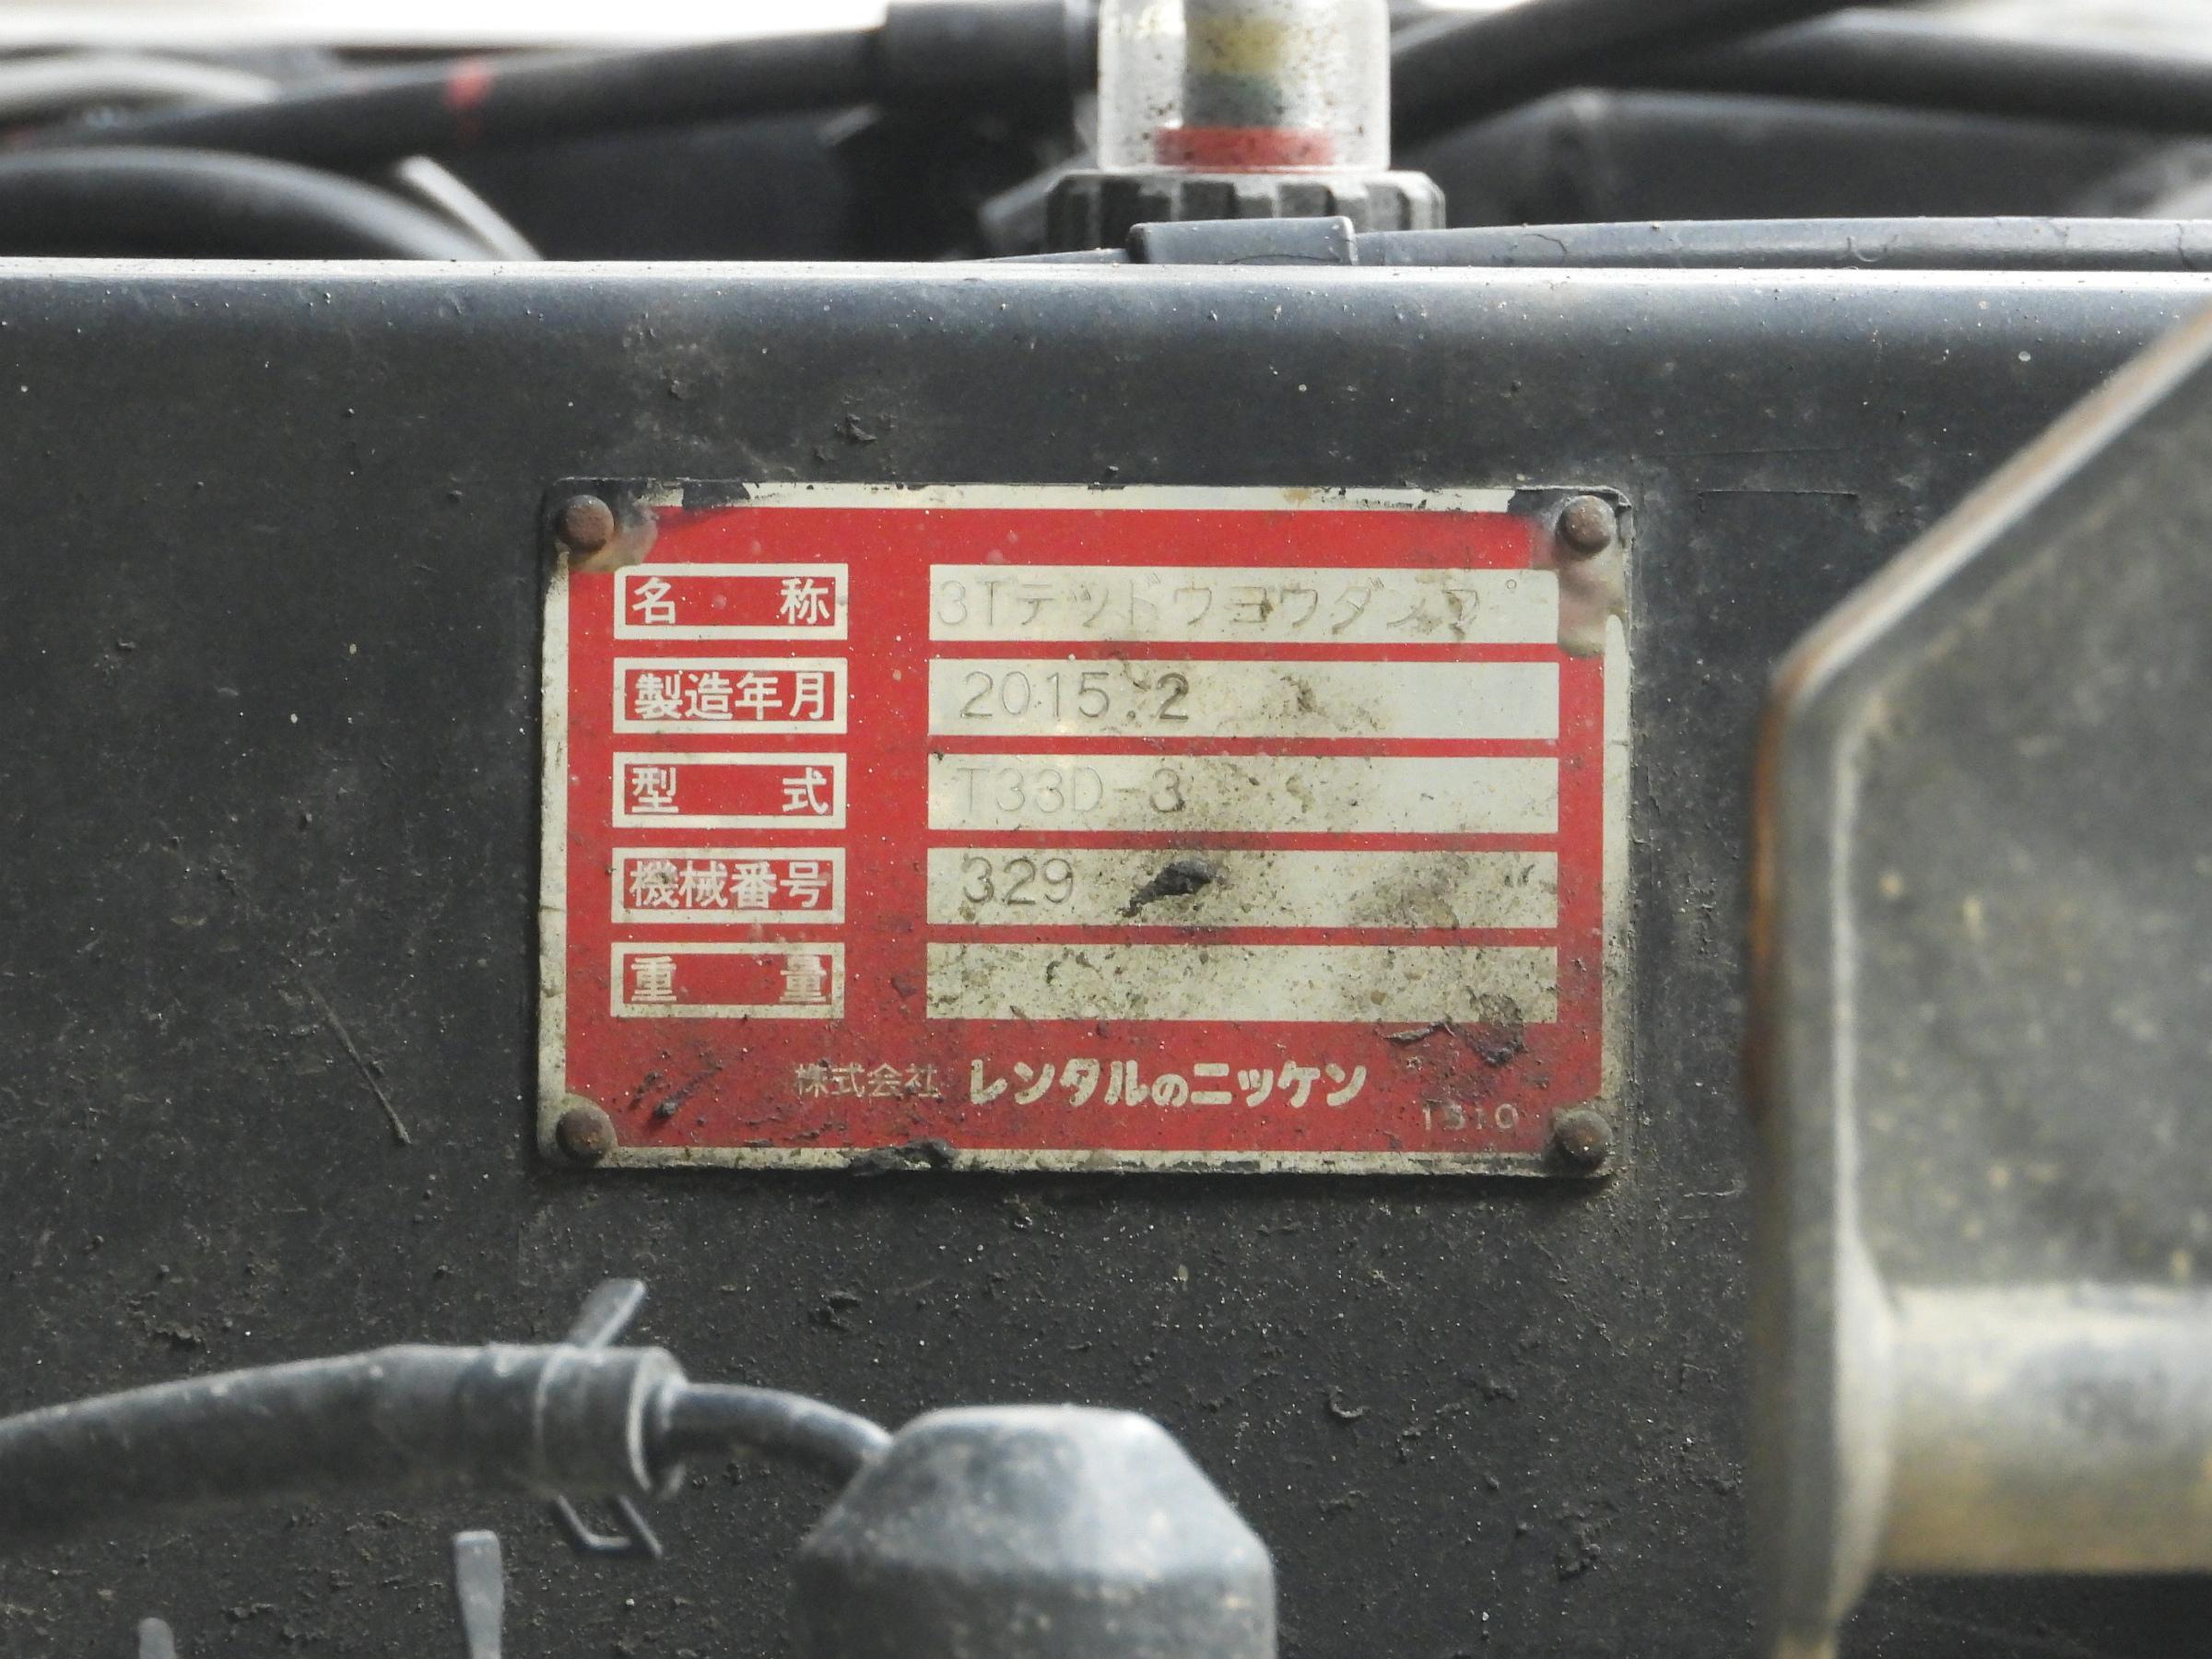 名称 3Tテツドウヨウダンプ
製造年月 2015.2
型式 T33D-3
機械番号 329
重量
株式会社 レンタルのニッケン
1310